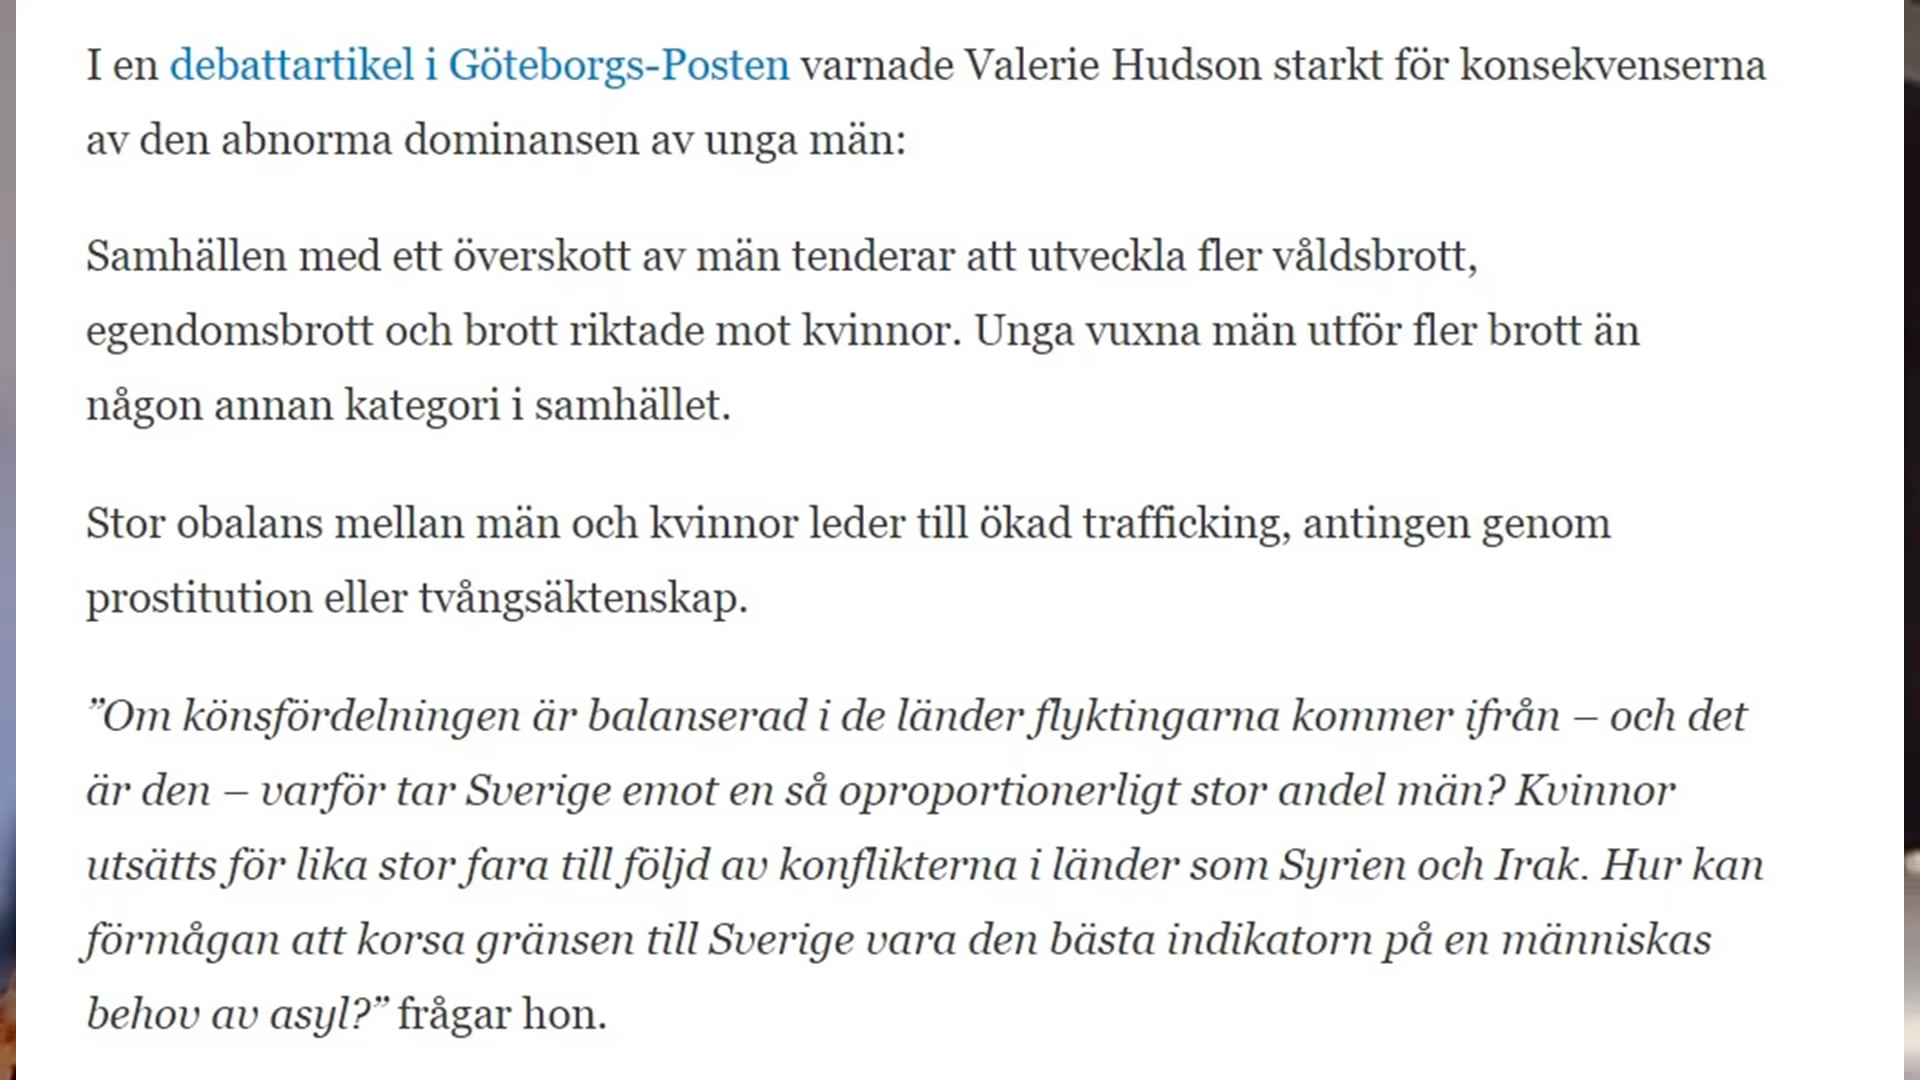 I en debattartikel i Göteborgs-Posten varnade Valerie Hudson starkt för konsekvenserna
av den abnorma dominansen av unga män:
Samhällen med ett överskott av män tenderar att utveckla fler våldsbrott,
egendomsbrott och brott riktade mot kvinnor. Unga vuxna män utför fler brott än
någon annan kategori i samhället.
Stor obalans mellan män och kvinnor leder till ökad trafficking, antingen genom
prostitution eller tvångsäktenskap.
”Om könsfördelningen är balanserad i de länder flyktingarna kommer ifrån – och det
är den – varför tar Sverige emot en så oproportionerligt stor andel män? Kvinnor
utsätts för lika stor fara till följd av konflikterna i länder som Syrien och Irak. Hur kan
förmågan att korsa gränsen till Sverige vara den bästa indikatorn på en människas
behov av asyl?” frågar hon.